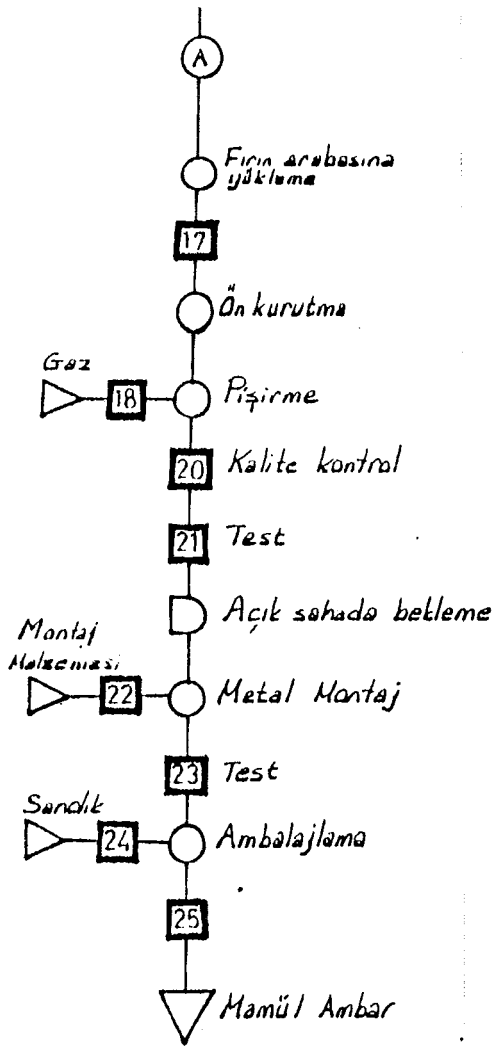 A
Fırın arabasına
yükleme
17
Ön kurutma
Gaz
18
Pişirme
20
Kalite kontrol
21
Test
Açık sahada bekleme
Montaj
Malzemesi
22
Metal Montaj
23
Test
Sandık
24
Ambalajlama
25
Mamül Ambar